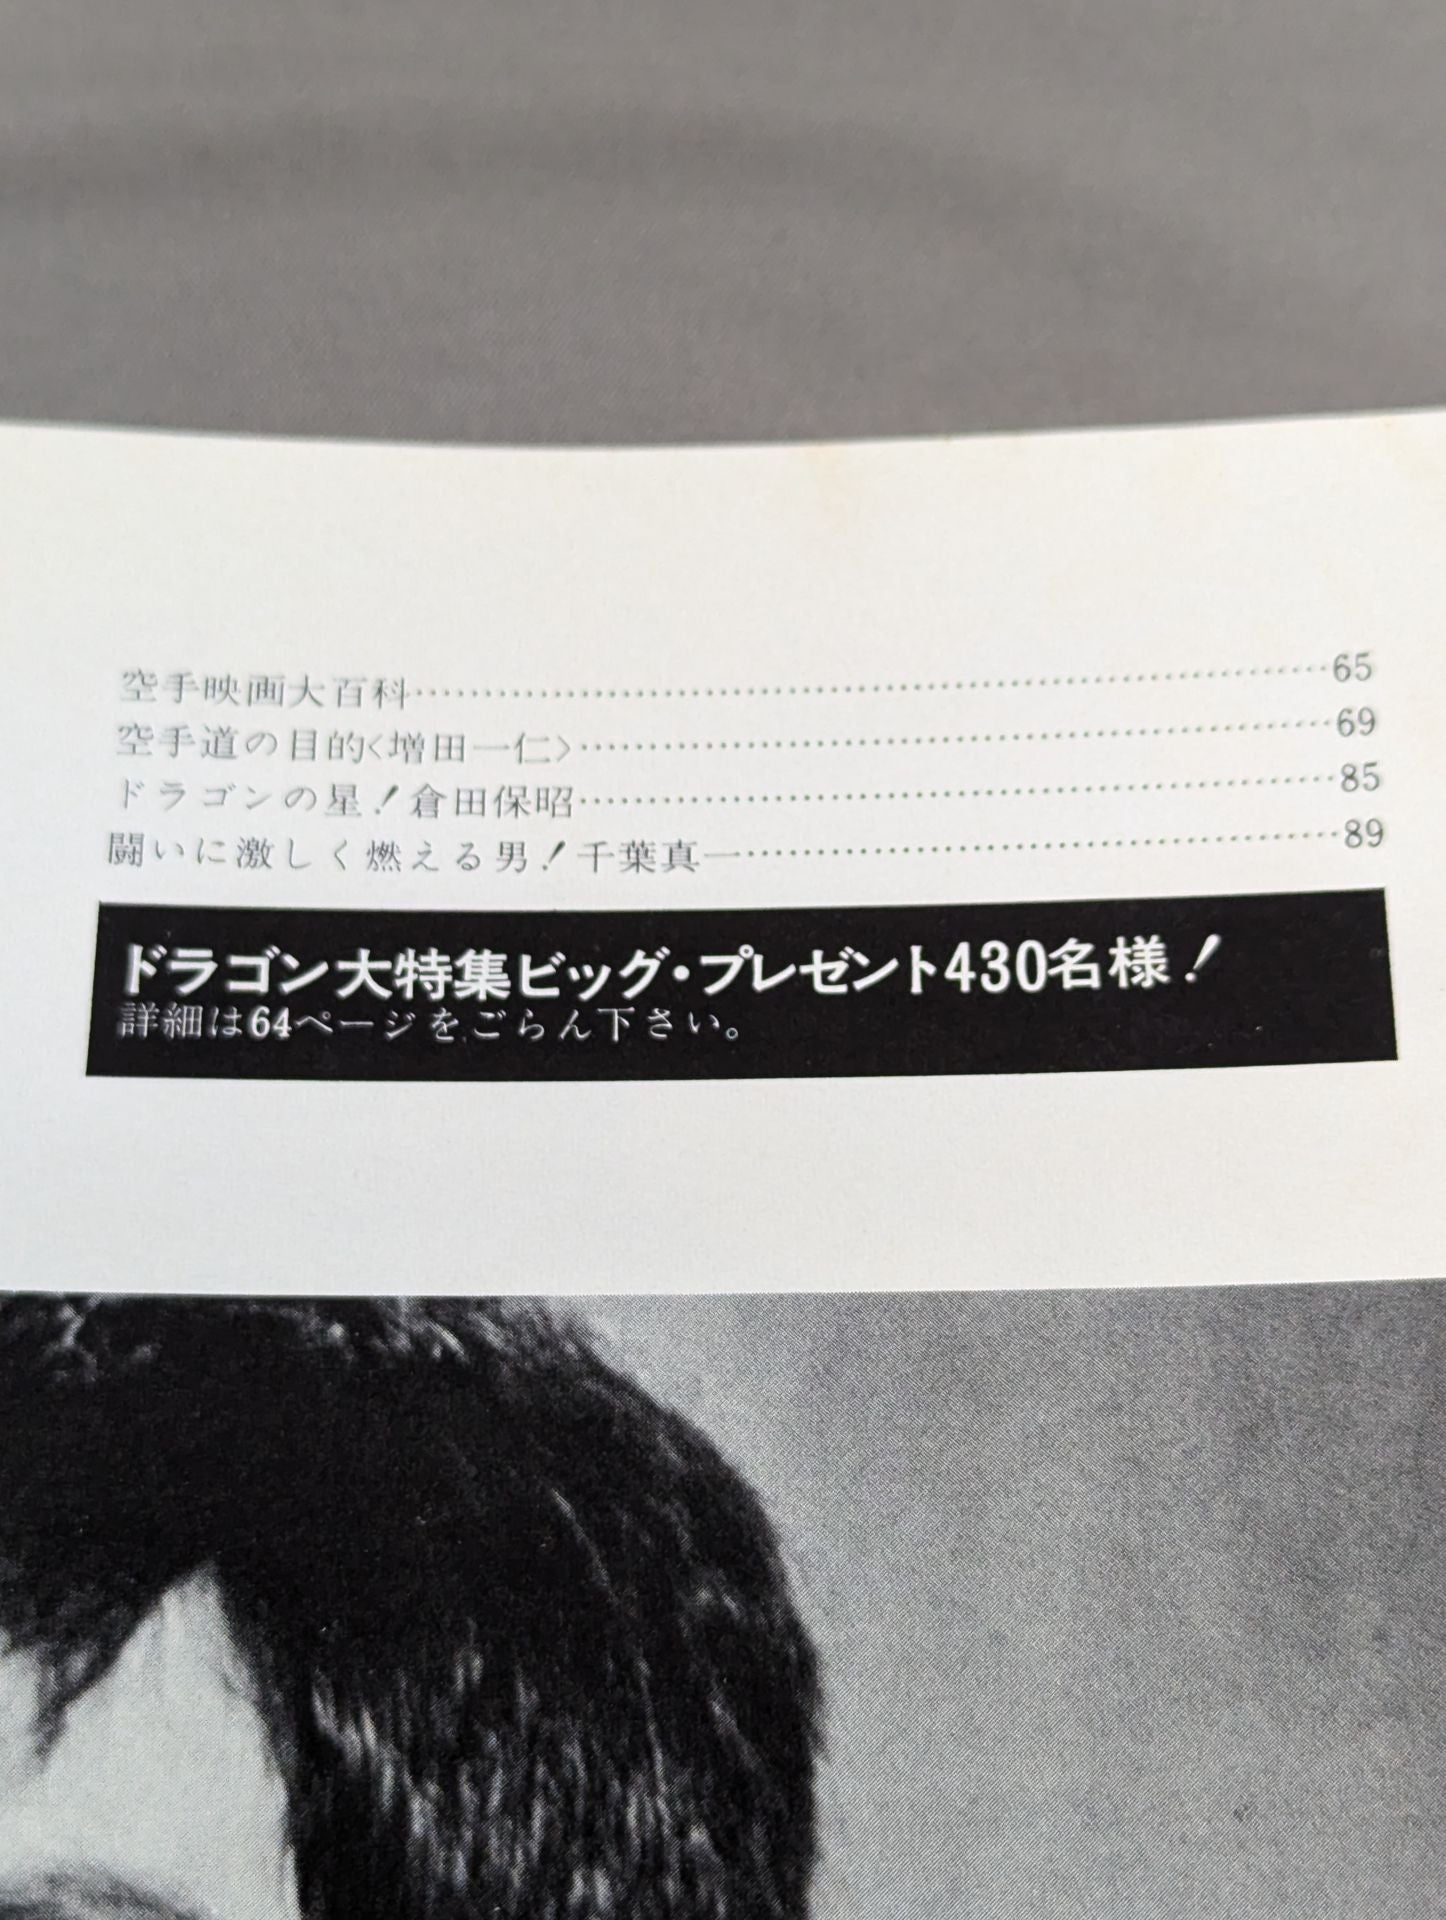 空手映画大百科……………………………………65
空手道の目的<増田一仁>……………………………69
ドラゴンの星！倉田保昭……………………………85
闘いに激しく燃える男！千葉真一……………………89
ドラゴン大特集ビッグ・プレゼント430名様！
詳細は64ページをごらん下さい。